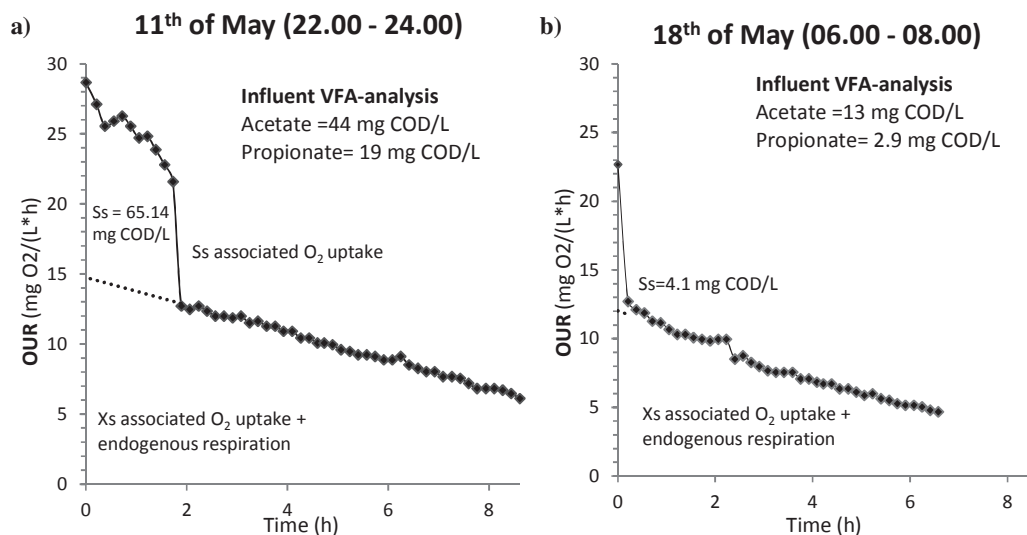 a)
11th of May (22.00 - 24.00)
30
25
20
15
10
5
0
OUR (mg O2/(L*h)
Influent VFA-analysis
Acetate =44 mg COD/L
Propionate= 19 mg COD/L
Ss = 65.14
mg COD/L
Ss associated O2 uptake
Xs associated O2 uptake +
endogenous respiration
0 2 4 6 8
Time (h)
b)
18th of May (06.00 - 08.00)
30
25
20
15
10
5
0
OUR (mg O2/(L*h)
Influent VFA-analysis
Acetate =13 mg COD/L
Propionate= 2.9 mg COD/L
Ss=4.1 mg COD/L
Xs associated O2 uptake +
endogenous respiration
0 2 4 6 8
Time (h)